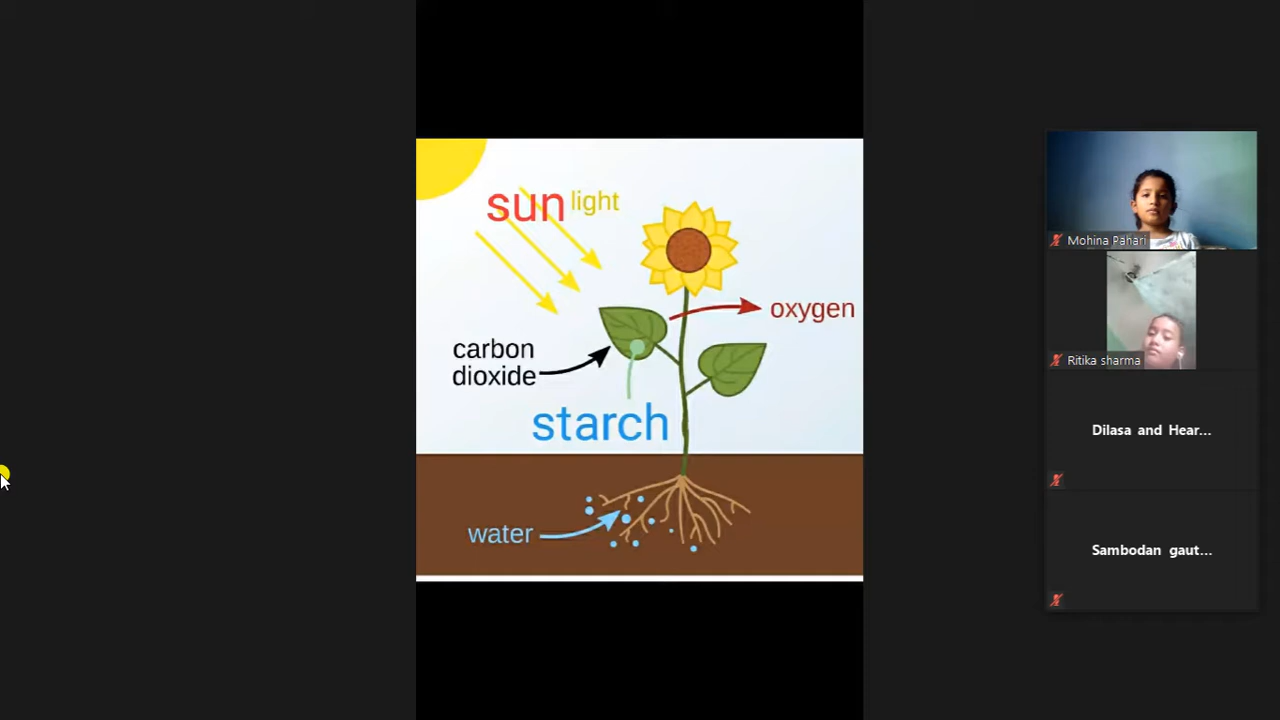 sun light
oxygen
carbon
dioxide
starch
water
Mohina Pahari
Ritika sharma
Dilasa and Hear...
Sambodan gaut...